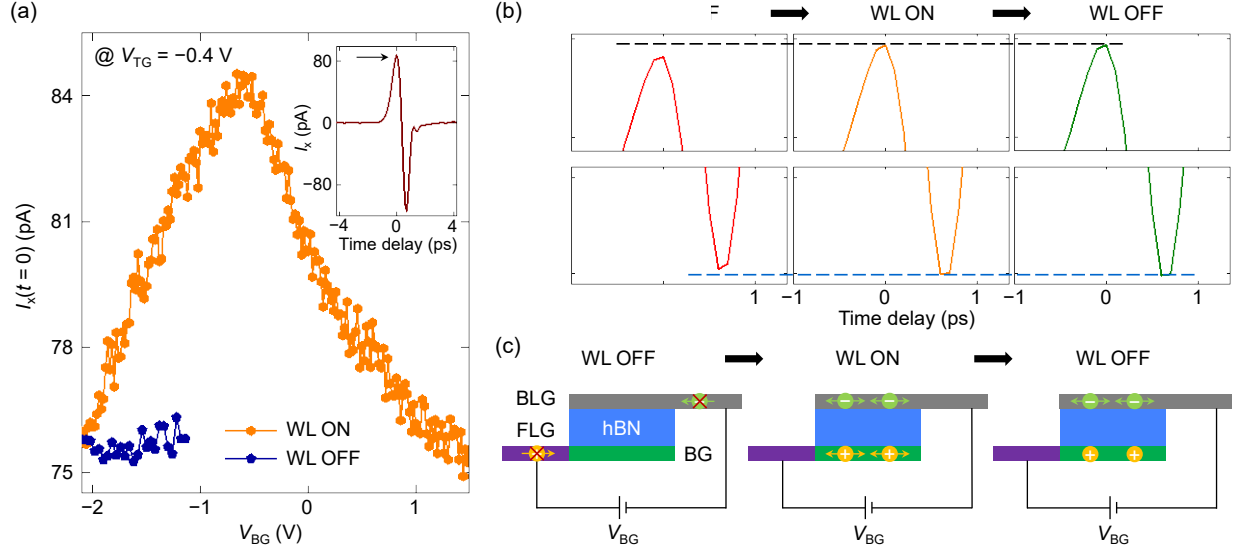 (a)
@ V_TG = −0.4 V
84
81
78
75
I_x(t = 0) (pA)
−2
−1
0
1
V_BG (V)
WL ON
WL OFF
80
0
−80
I_x (pA)
−4
0
4
Time delay (ps)
(b)
WL ON
WL OFF
1
−1
0
1
−1
0
1
Time delay (ps)
(c)
WL OFF
WL ON
WL OFF
BLG
FLG
hBN
BG
V_BG
V_BG
V_BG